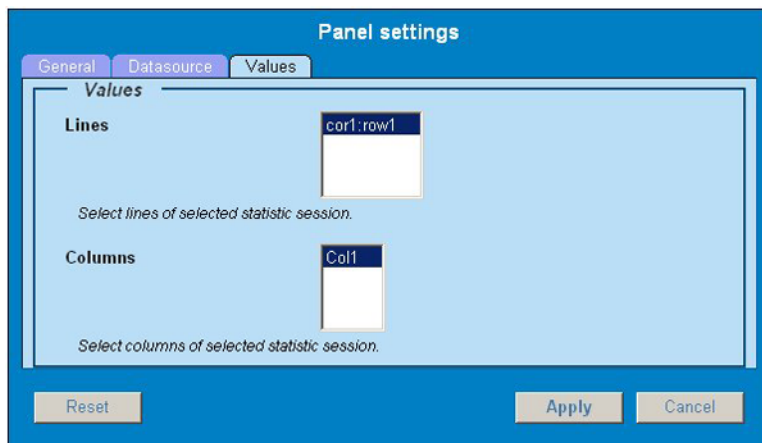 Panel settings
General Datasource Values
Values
Lines
cor1:row1
Select lines of selected statistic session.
Columns
Col1
Select columns of selected statistic session.
Reset Apply Cancel